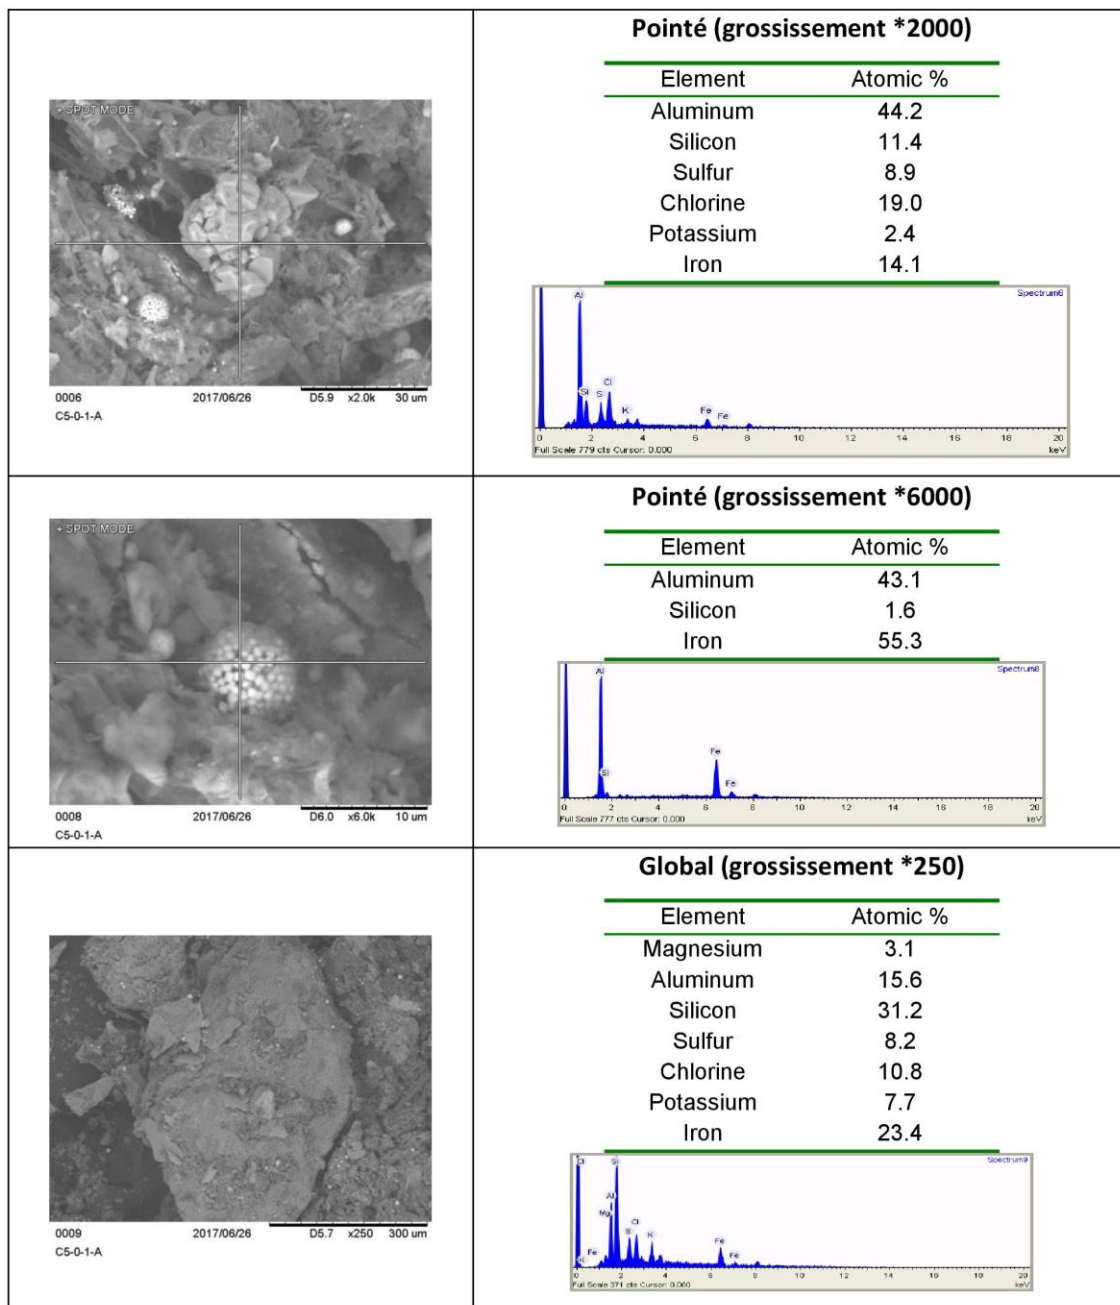 Pointé (grossissement *2000)
Element Atomic %
Aluminum 44.2
Silicon 11.4
Sulfur 8.9
Chlorine 19.0
Potassium 2.4
Iron 14.1
+ SPOT MODE
0006 2017/06/26 D5.9 x2.0k 30 um
C5-0-1-A
Spectrum6
Al
Si
S
Cl
K
Fe
Fe
0 2 4 6 8 10 12 14 16 18 20
Full Scale 779 cts Cursor: 0.000 keV
Pointé (grossissement *6000)
Element Atomic %
Aluminum 43.1
Silicon 1.6
Iron 55.3
+ SPOT MODE
0008 2017/06/26 D6.0 x6.0k 10 um
C5-0-1-A
Spectrum8
Al
Si
Fe
Fe
0 2 4 6 8 10 12 14 16 18 20
Full Scale 777 cts Cursor: 0.000 keV
Global (grossissement *250)
Element Atomic %
Magnesium 3.1
Aluminum 15.6
Silicon 31.2
Sulfur 8.2
Chlorine 10.8
Potassium 7.7
Iron 23.4
0009 2017/06/26 D5.7 x250 300 um
C5-0-1-A
Spectrum9
Cl
K
Fe
Mg
Al
Si
S
Cl
K
Fe
Fe
0 2 4 6 8 10 12 14 16 18 20
Full Scale 371 cts Cursor: 0.000 keV